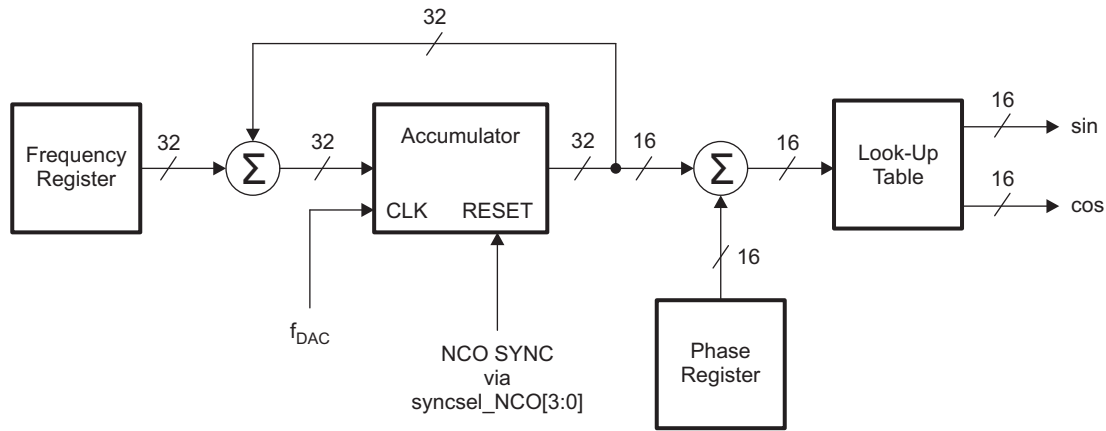 32
Frequency
Register
32
Σ
32
Accumulator
CLK RESET
32
16
Σ
16
Look-Up
Table
16
sin
16
cos
16
f_DAC
NCO SYNC
via
syncsel_NCO[3:0]
Phase
Register